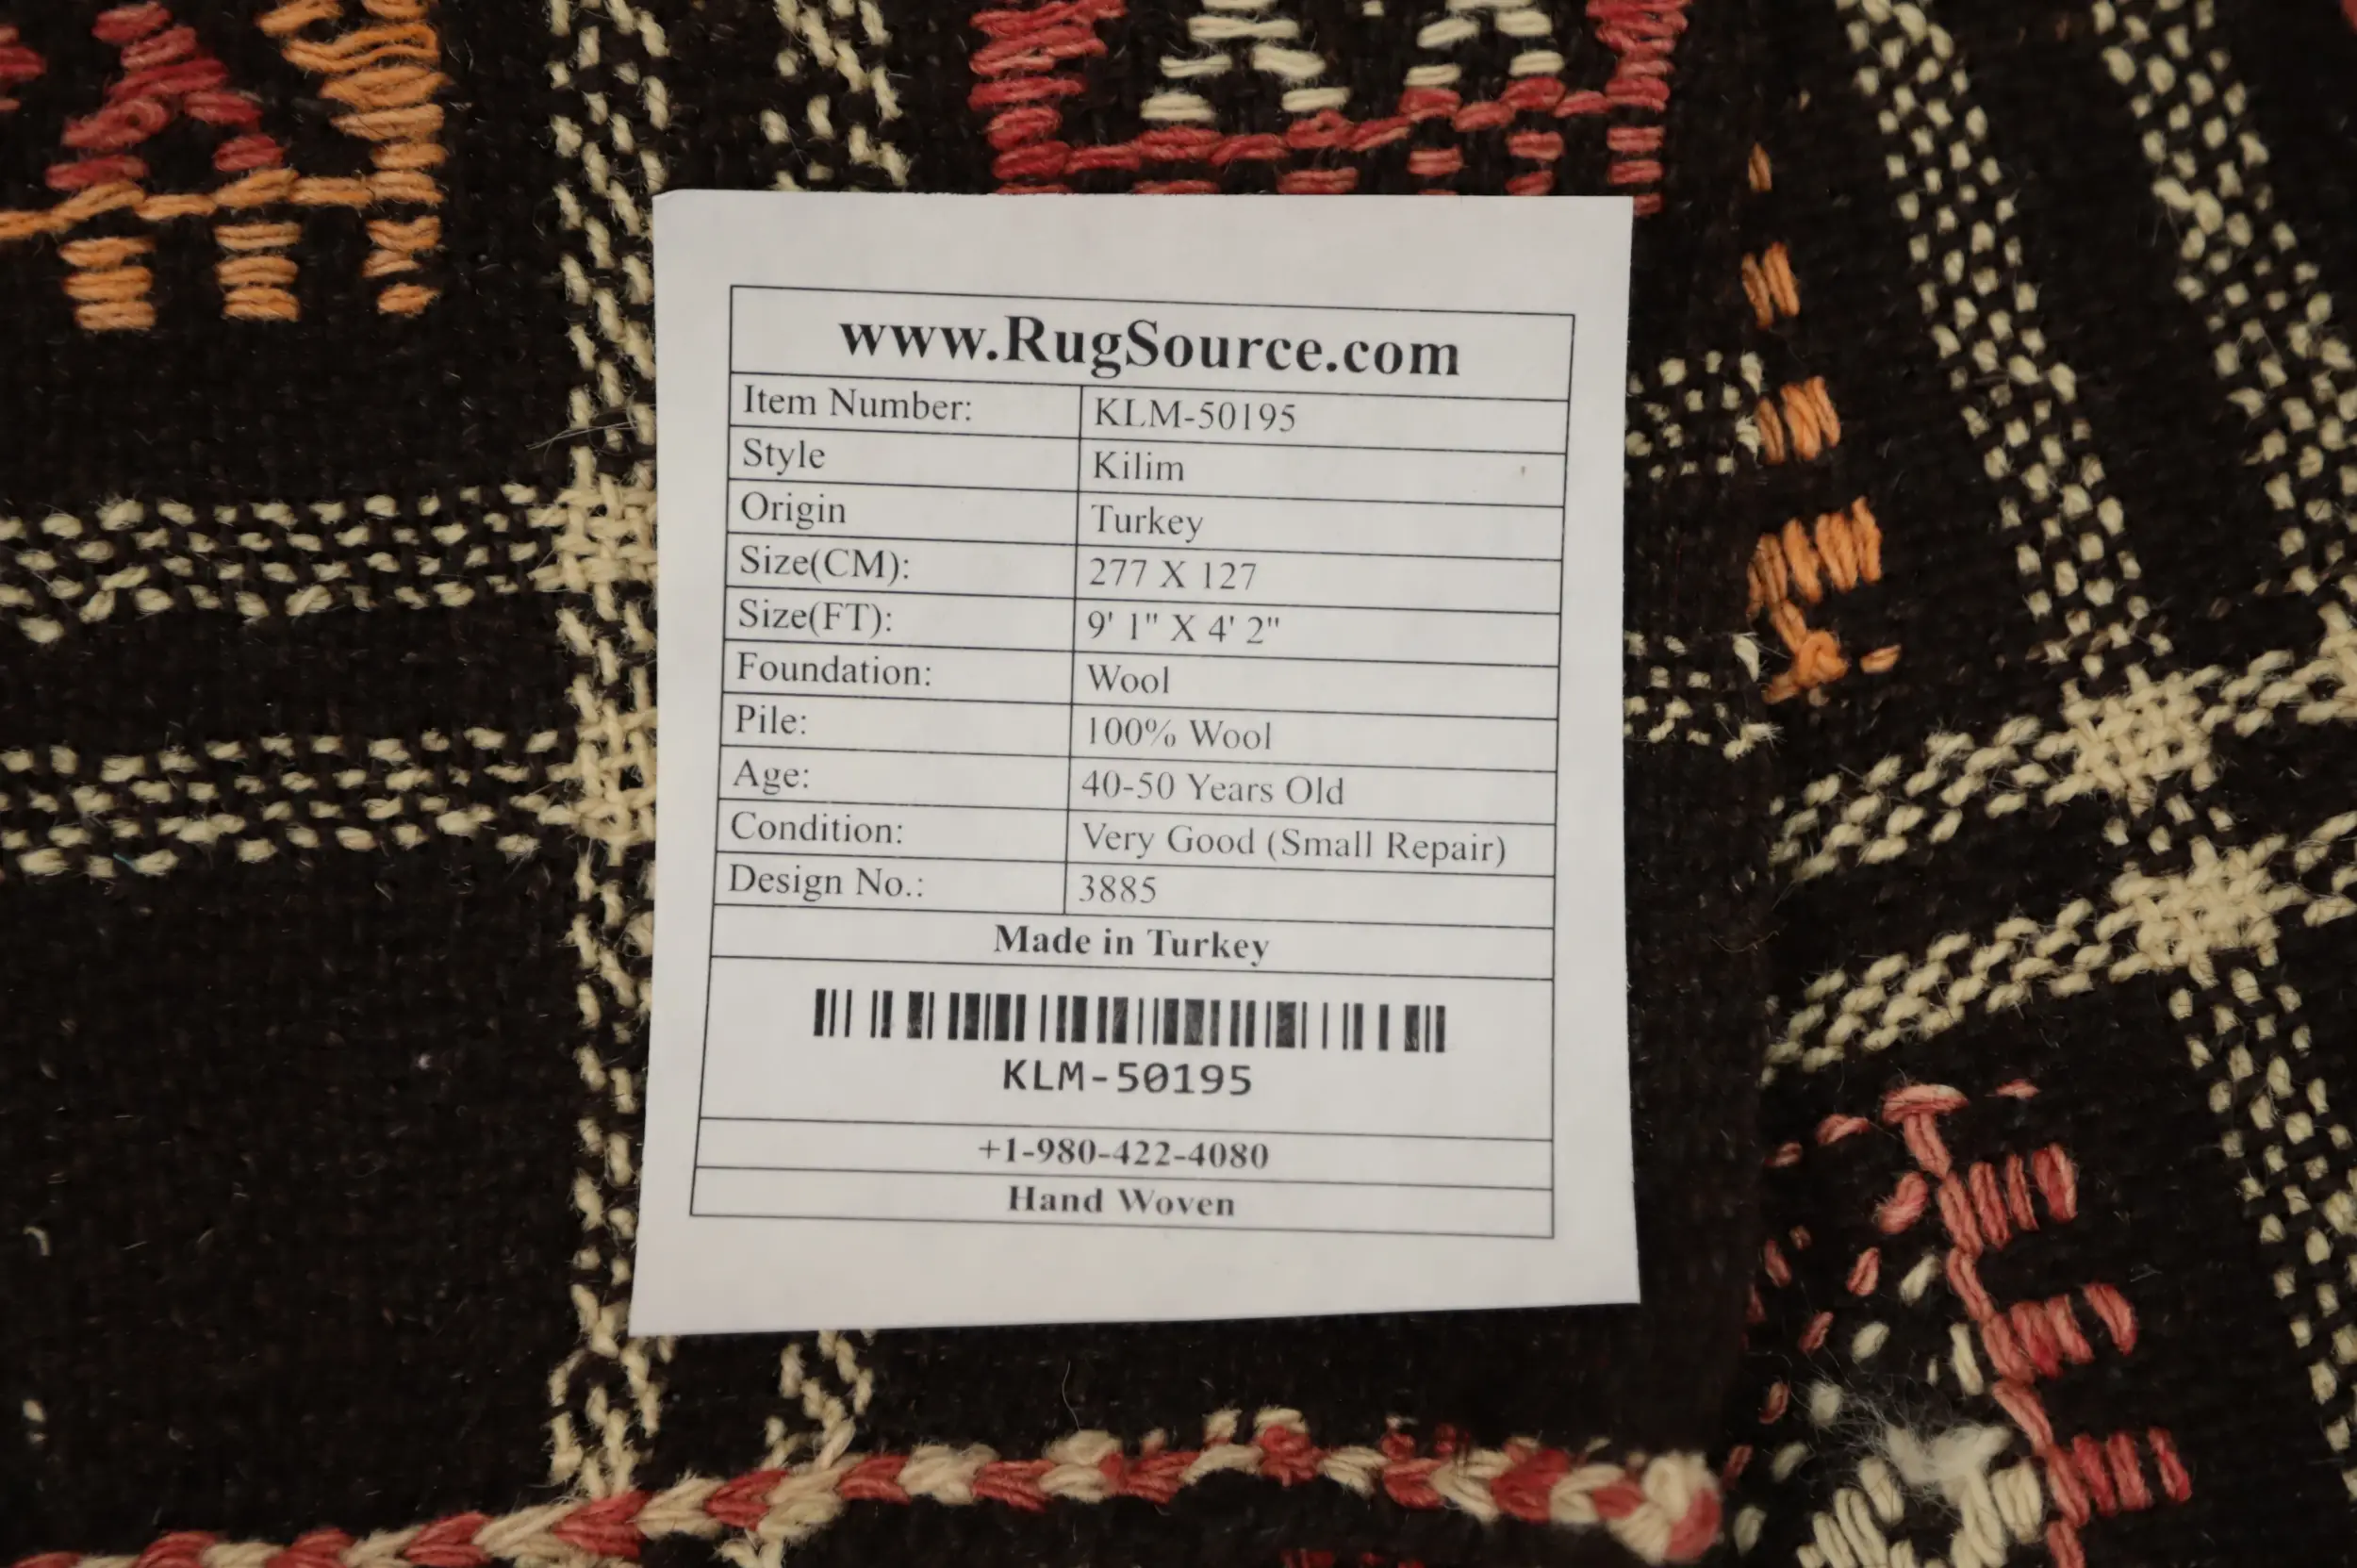 www.RugSource.com
Item Number: KLM-50195
Style Kilim
Origin Turkey
Size(CM): 277 X 127
Size(FT): 9' 1" X 4' 2"
Foundation: Wool
Pile: 100% Wool
Age: 40-50 Years Old
Condition: Very Good (Small Repair)
Design No.: 3885
Made in Turkey
KLM-50195
+1-980-422-4080
Hand Woven